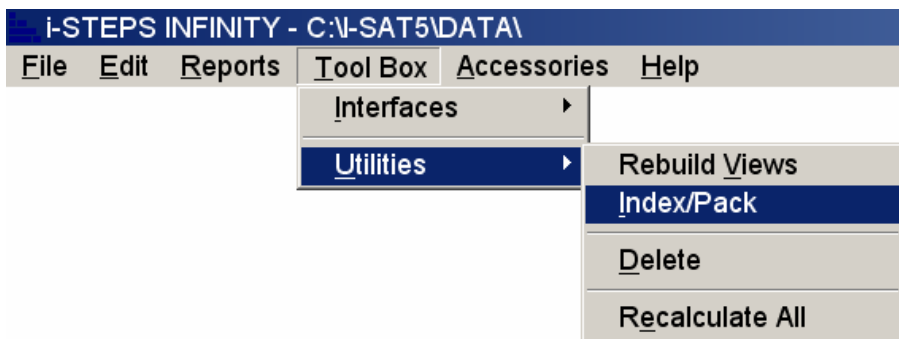 i-STEPS INFINITY - C:\I-SAT5\DATA\
File Edit Reports Tool Box Accessories Help
Interfaces
Utilities
Rebuild Views
Index/Pack
Delete
Recalculate All